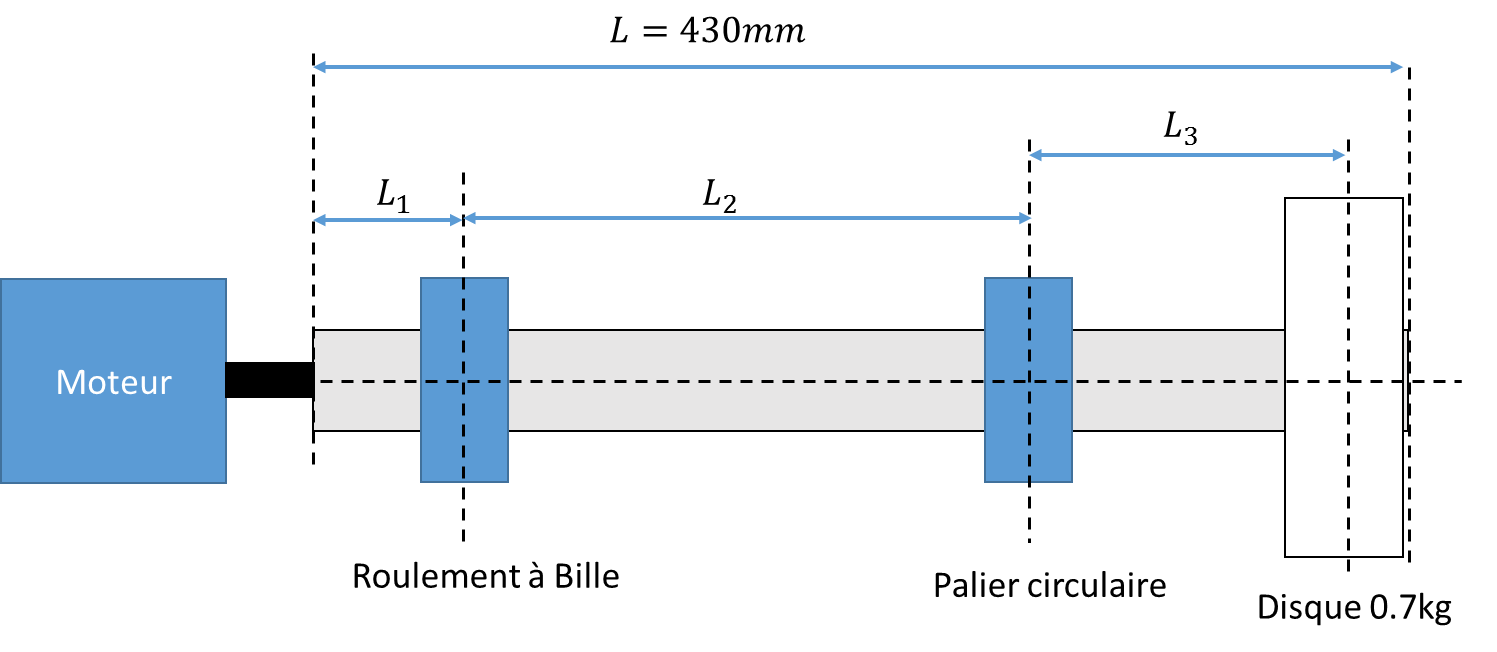 L = 430mm
L₃
L₁
L₂
Moteur
Roulement à Bille
Palier circulaire
Disque 0.7kg